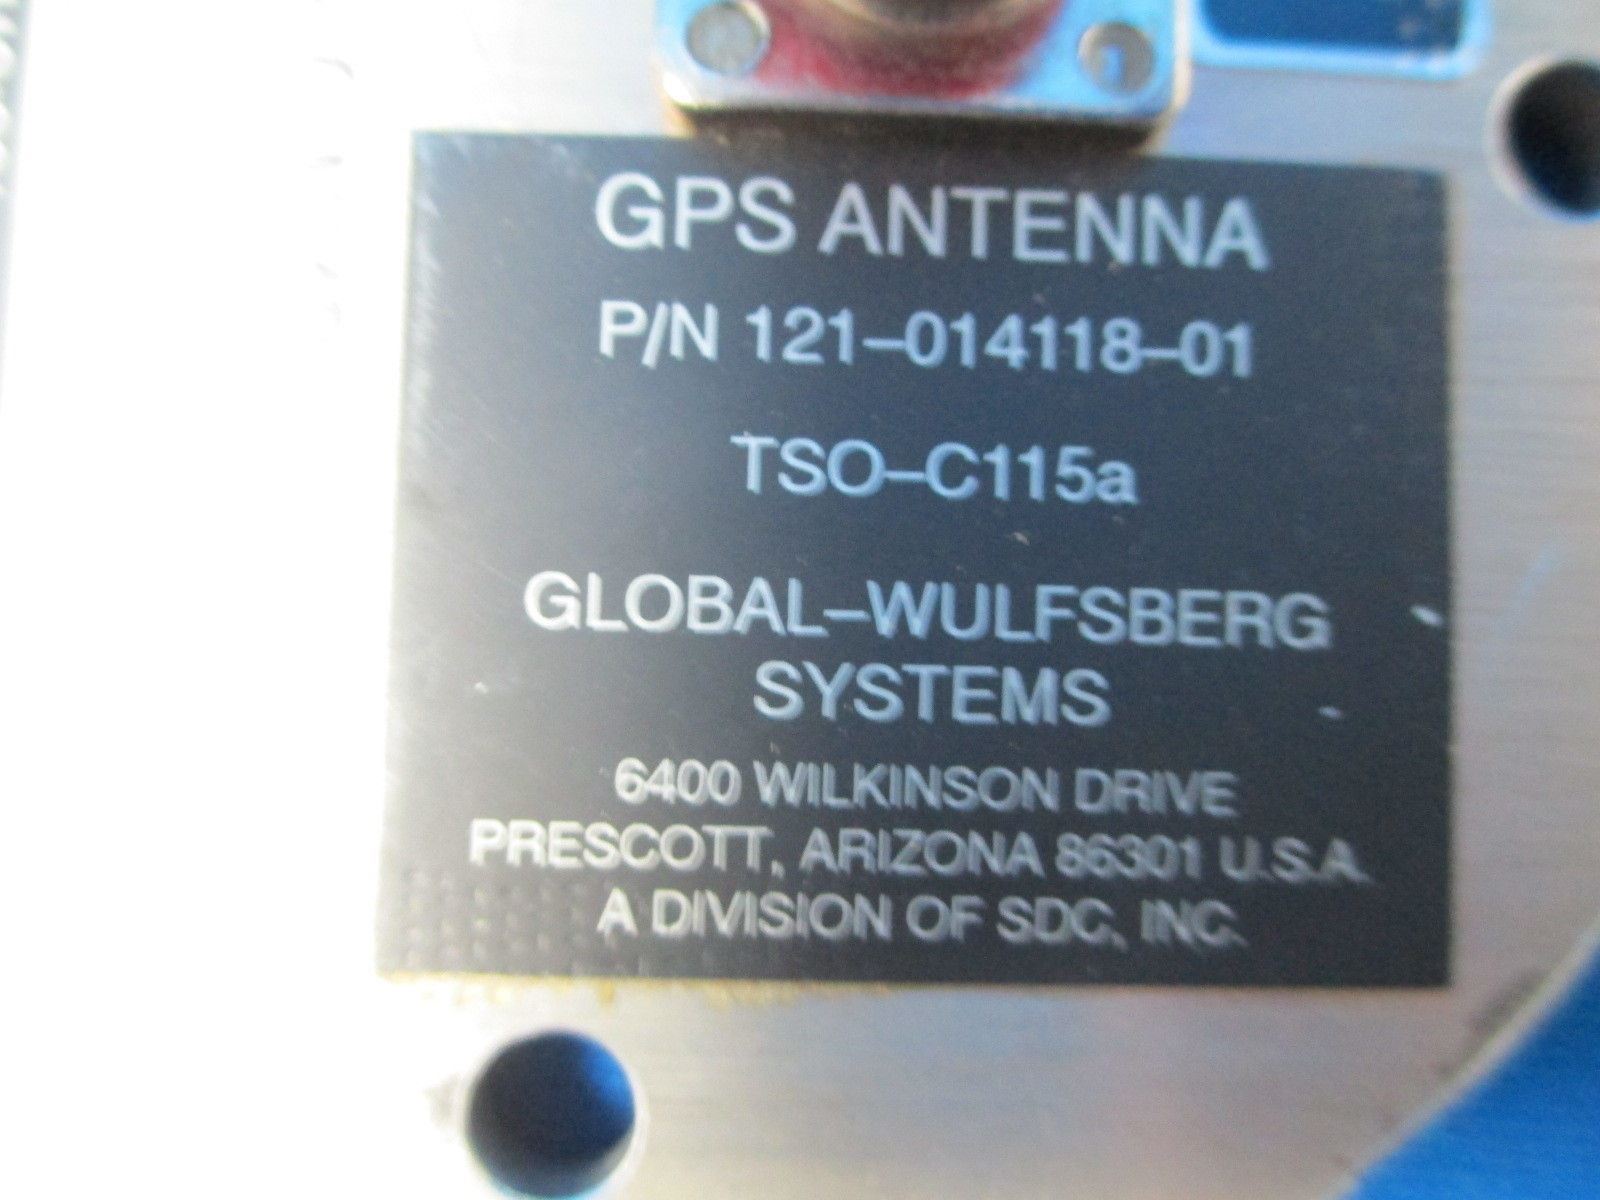 GPS ANTENNA
P/N 121-014118-01
TSO-C115a
GLOBAL-WULFSBERG
SYSTEMS
6400 WILKINSON DRIVE
PRESCOTT, ARIZONA 86301 U.S.A.
A DIVISION OF SDC, INC.